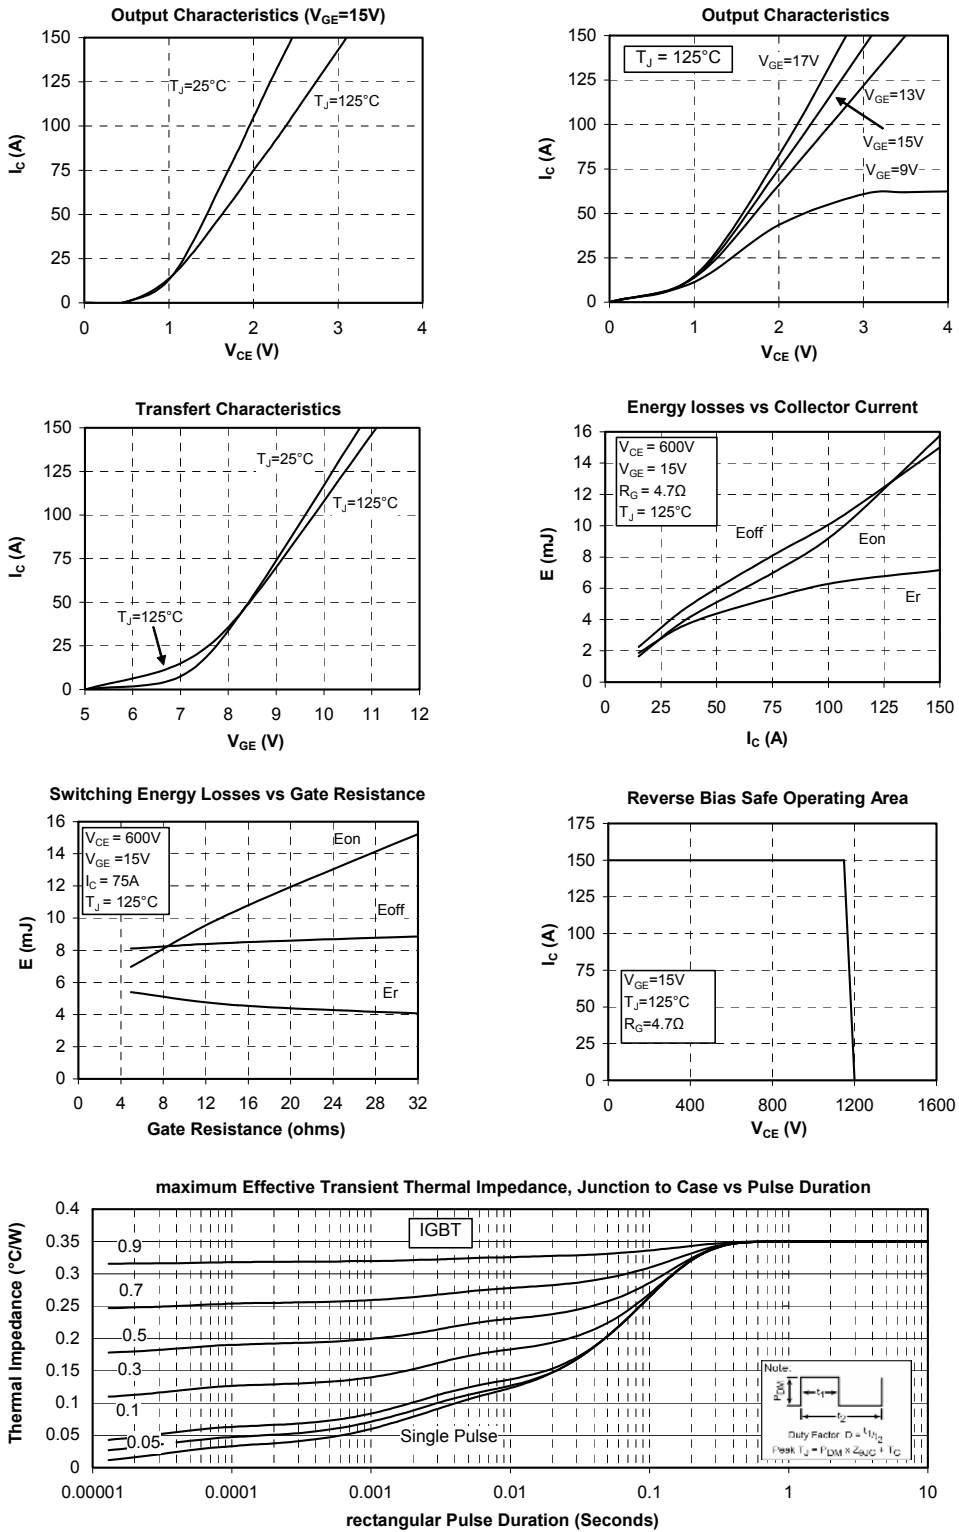 Output Characteristics (VGE=15V)
150
125
100
75
50
25
0
0 1 2 3 4
IC (A)
VCE (V)
TJ=25°C
TJ=125°C
Output Characteristics
150
125
100
75
50
25
0
0 1 2 3 4
IC (A)
VCE (V)
TJ = 125°C
VGE=17V
VGE=13V
VGE=15V
VGE=9V
Transfert Characteristics
150
125
100
75
50
25
0
5 6 7 8 9 10 11 12
IC (A)
VGE (V)
TJ=25°C
TJ=125°C
TJ=125°C
Energy losses vs Collector Current
16
14
12
10
8
6
4
2
0
0 25 50 75 100 125 150
E (mJ)
IC (A)
VCE = 600V
VGE = 15V
RG = 4.7Ω
TJ = 125°C
Eoff
Eon
Er
Switching Energy Losses vs Gate Resistance
16
14
12
10
8
6
4
2
0
0 4 8 12 16 20 24 28 32
E (mJ)
Gate Resistance (ohms)
VCE = 600V
VGE =15V
IC = 75A
TJ = 125°C
Eon
Eoff
Er
Reverse Bias Safe Operating Area
175
150
125
100
75
50
25
0
0 400 800 1200 1600
IC (A)
VCE (V)
VGE=15V
TJ=125°C
RG=4.7Ω
maximum Effective Transient Thermal Impedance, Junction to Case vs Pulse Duration
0.4
0.35
0.3
0.25
0.2
0.15
0.1
0.05
0
0.00001 0.0001 0.001 0.01 0.1 1 10
Thermal Impedance (°C/W)
rectangular Pulse Duration (Seconds)
IGBT
0.9
0.7
0.5
0.3
0.1
0.05
Single Pulse
Note:
PDM
t1
t2
Duty Factor D = t1/t2
Peak TJ = PDM x ZθJC + TC